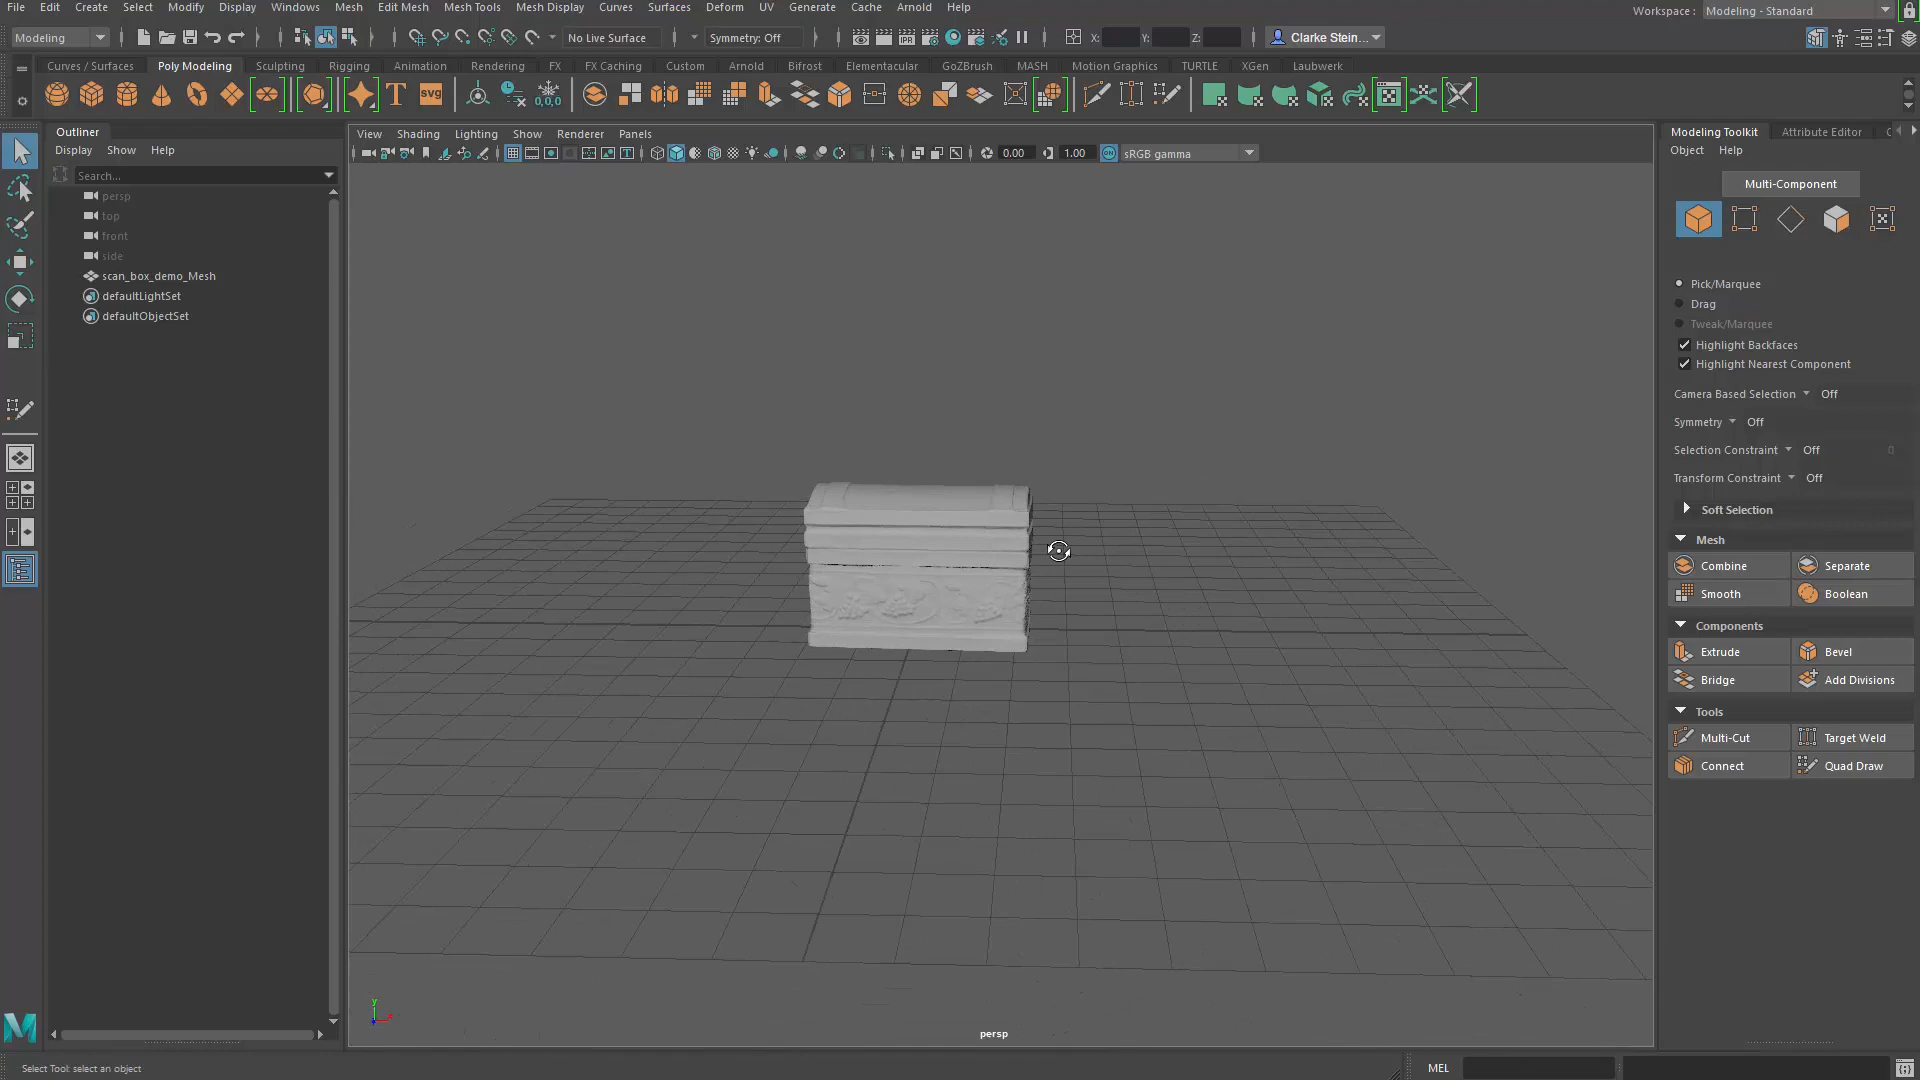 File Edit Create Select Modify Display Windows Mesh Edit Mesh Mesh Tools Mesh Display Curves Surfaces Deform UV Generate Cache Arnold Help
Workspace : Modeling - Standard
Modeling No Live Surface Symmetry: Off X: Y: Z: Clarke Stein...
Curves / Surfaces Poly Modeling Sculpting Rigging Animation Rendering FX FX Caching Custom Arnold Bifrost Elementacular GoZBrush MASH Motion Graphics TURTLE XGen Laubwerk
T svg 0,0,0
Outliner
Display Show Help
Search...
persp
top
front
side
scan_box_demo_Mesh
defaultLightSet
defaultObjectSet
View Shading Lighting Show Renderer Panels
0.00 1.00 ON sRGB gamma
y
persp
Modeling Toolkit Attribute Editor
Object Help
Multi-Component
Pick/Marquee
Drag
Tweak/Marquee
Highlight Backfaces
Highlight Nearest Component
Camera Based Selection Off
Symmetry Off
Selection Constraint Off 0
Transform Constraint Off
Soft Selection
Mesh
Combine Separate
Smooth Boolean
Components
Extrude Bevel
Bridge Add Divisions
Tools
Multi-Cut Target Weld
Connect Quad Draw
Select Tool: select an object
MEL